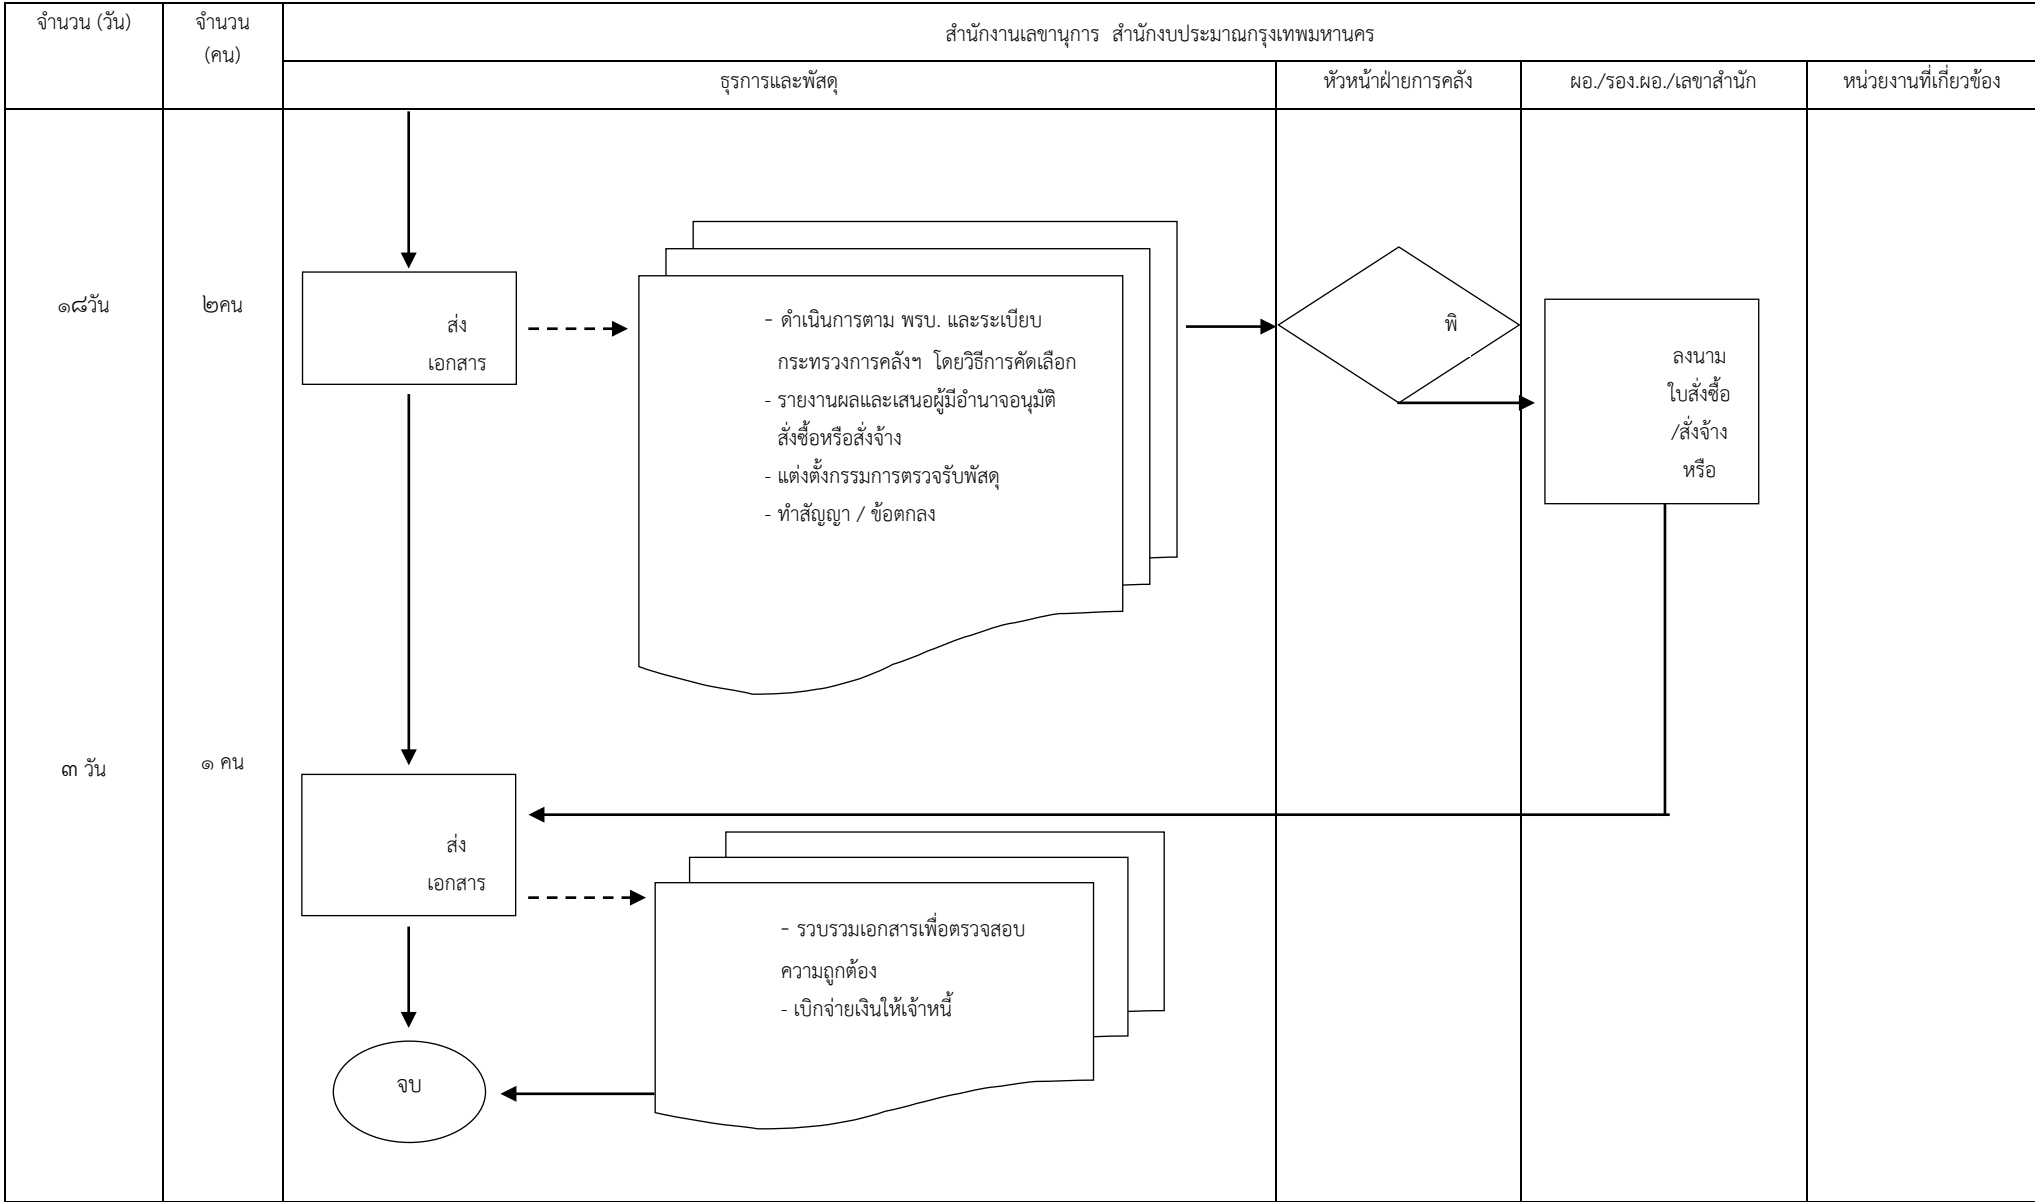 จำนวน (วัน)
จำนวน
(คน)
สำนักงานเลขานุการ สำนักงบประมาณกรุงเทพมหานคร
ธุรการและพัสดุ
หัวหน้าฝ่ายการคลัง
ผอ./รอง.ผอ./เลขาสำนัก
หน่วยงานที่เกี่ยวข้อง
๑๘วัน
๒คน
ส่ง
เอกสาร
- ดำเนินการตาม พรบ. และระเบียบ
กระทรวงการคลังฯ โดยวิธีการคัดเลือก
- รายงานผลและเสนอผู้มีอำนาจอนุมัติ
สั่งซื้อหรือสั่งจ้าง
- แต่งตั้งกรรมการตรวจรับพัสดุ
- ทำสัญญา / ข้อตกลง
พิ
ลงนาม
ใบสั่งซื้อ
/สั่งจ้าง
หรือ
๓ วัน
๑ คน
ส่ง
เอกสาร
- รวบรวมเอกสารเพื่อตรวจสอบ
ความถูกต้อง
- เบิกจ่ายเงินให้เจ้าหนี้
จบ